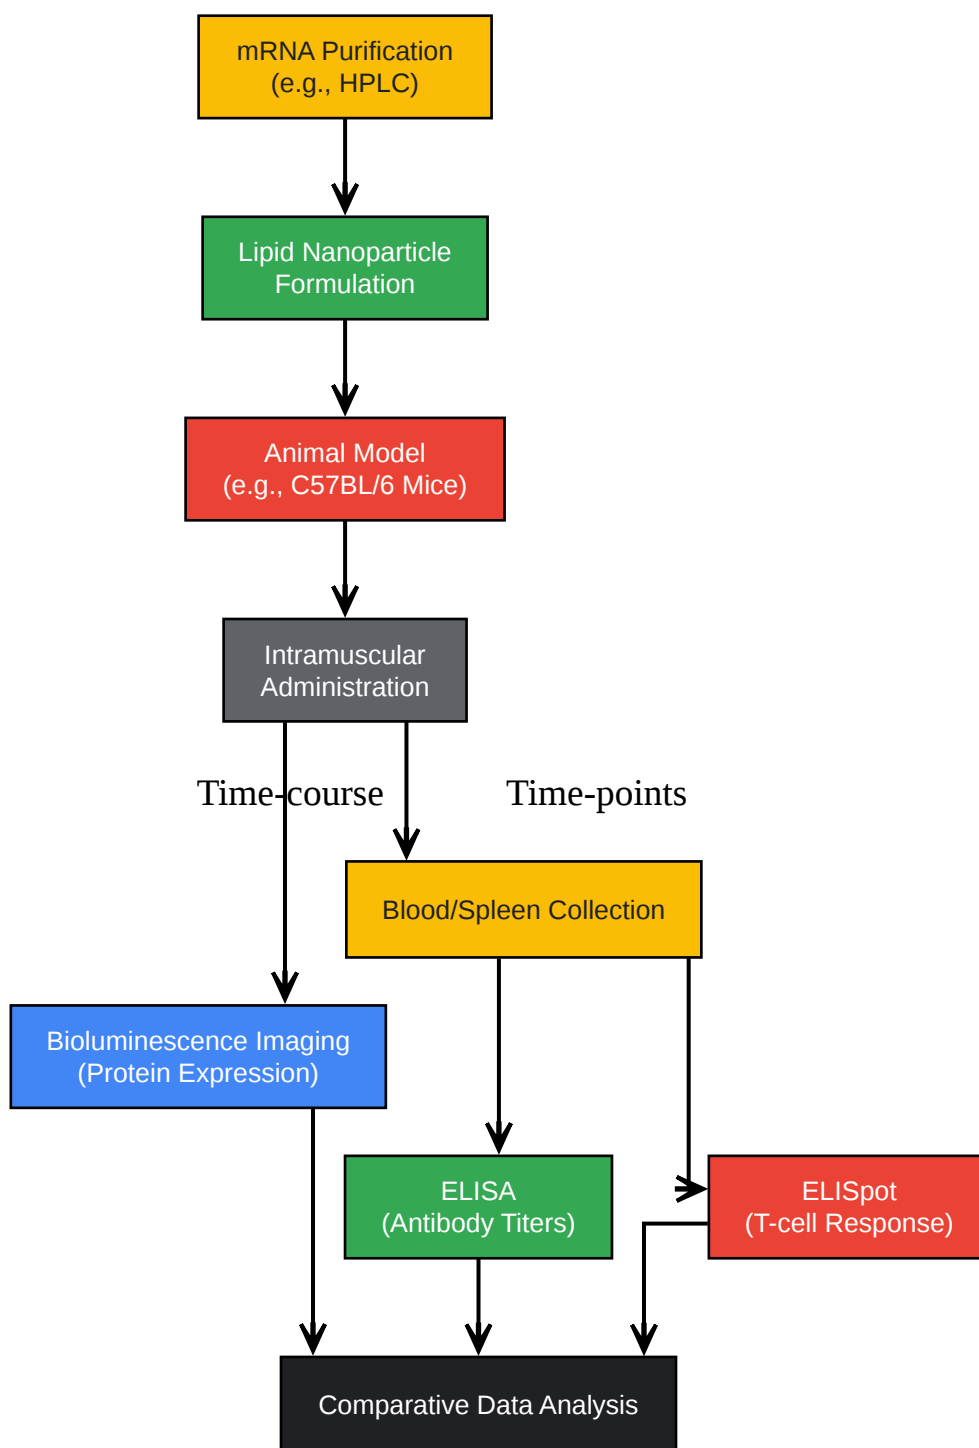 mRNA Purification
(e.g., HPLC)
Lipid Nanoparticle
Formulation
Animal Model
(e.g., C57BL/6 Mice)
Intramuscular
Administration
Time-course
Time-points
Blood/Spleen Collection
Bioluminescence Imaging
(Protein Expression)
ELISA
(Antibody Titers)
ELISpot
(T-cell Response)
Comparative Data Analysis